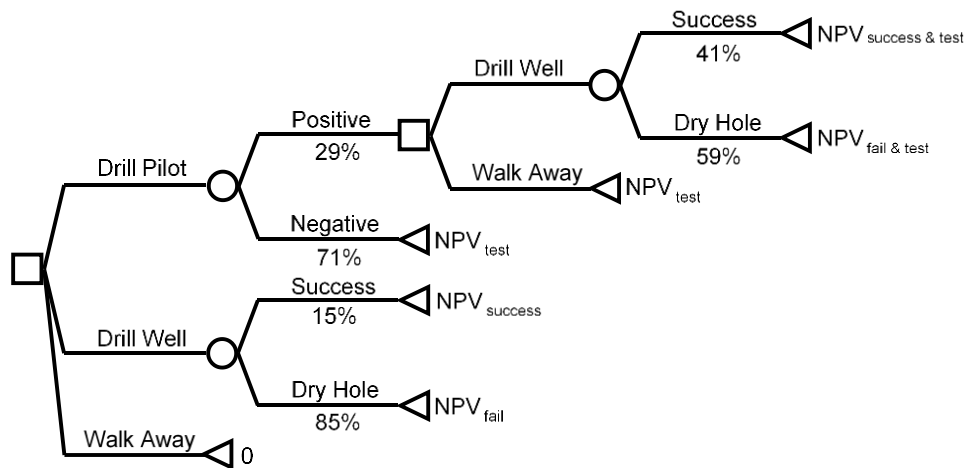 Success
41%
NPV success & test
Drill Well
Dry Hole
59%
NPV fail & test
Positive
29%
Walk Away
NPV test
Drill Pilot
Negative
71%
NPV test
Success
15%
NPV success
Drill Well
Dry Hole
85%
NPV fail
Walk Away
0